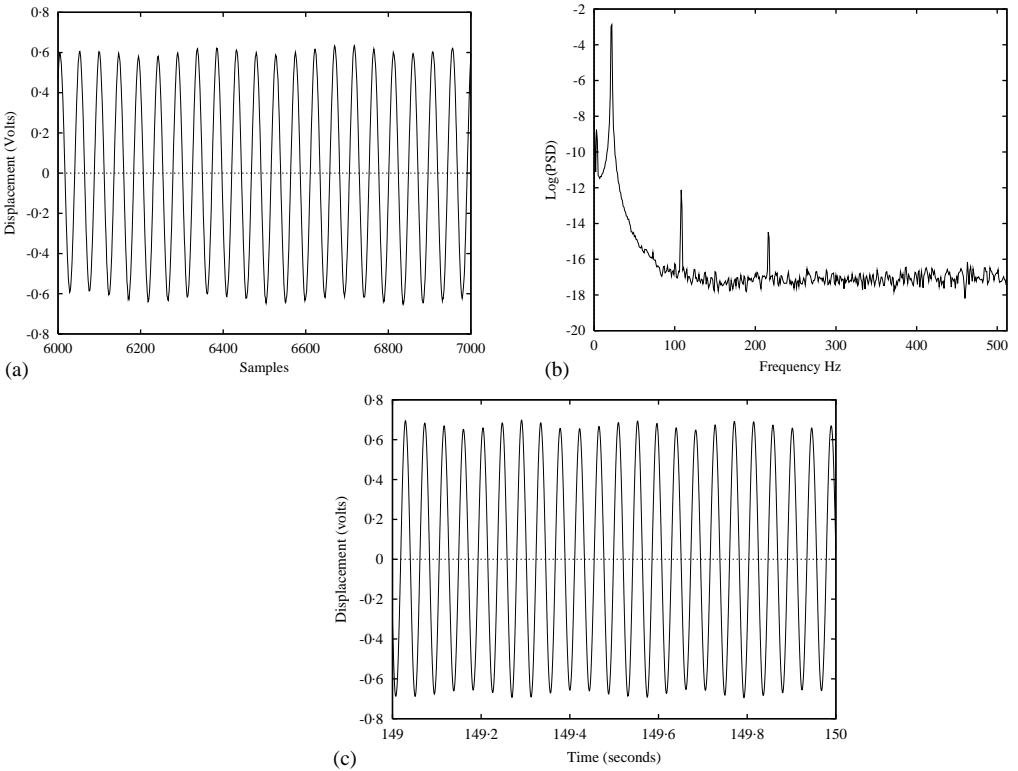 0·8
0·6
0·4
0·2
0
-0·2
-0·4
-0·6
-0·8
Displacement (Volts)
6000 6200 6400 6600 6800 7000
Samples
(a)
-2
-4
-6
-8
-10
-12
-14
-16
-18
-20
Log(PSD)
0 100 200 300 400 500
Frequency Hz
(b)
0·8
0·6
0·4
0·2
0
-0·2
-0·4
-0·6
-0·8
Displacement (volts)
149 149·2 149·4 149·6 149·8 150
Time (seconds)
(c)